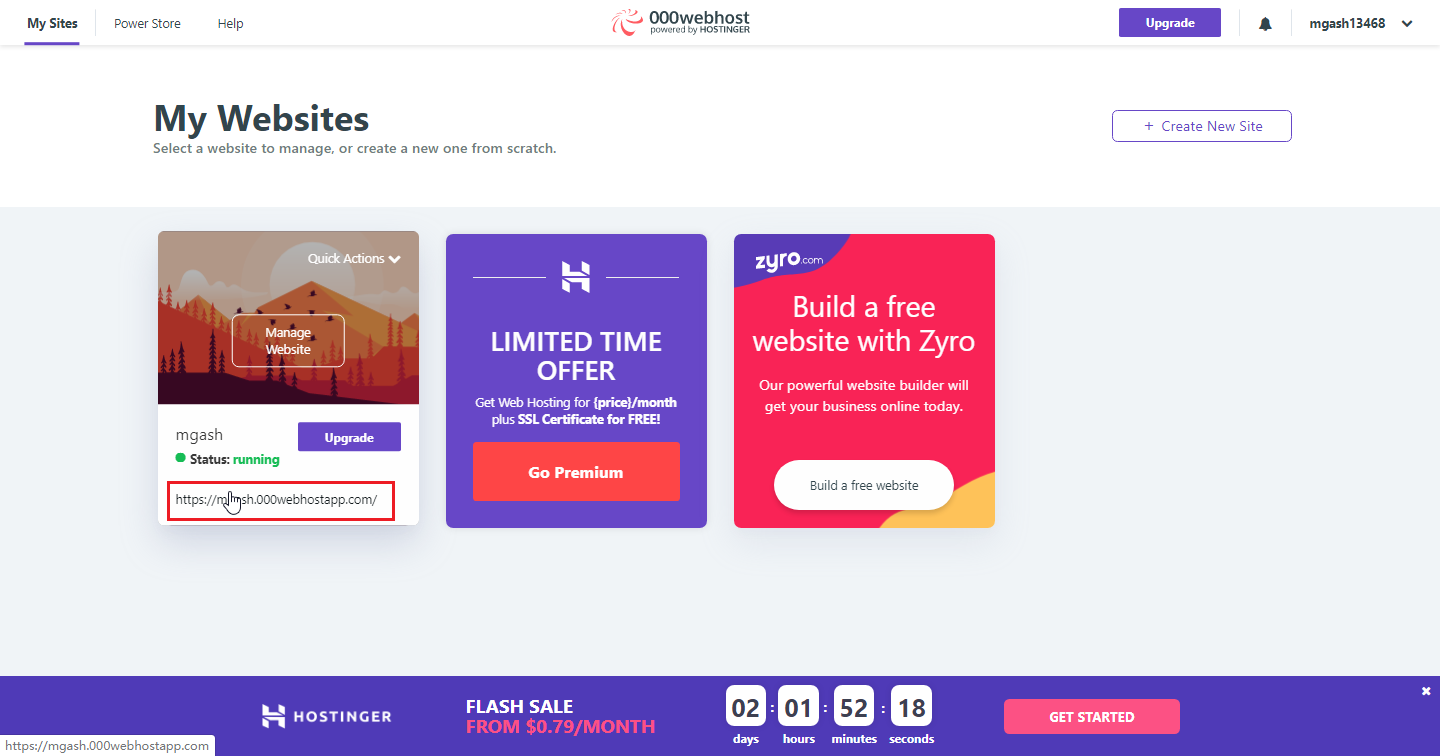 My Sites
Power Store
Help
000webhost
powered by HOSTINGER
Upgrade
mgash13468
My Websites
Select a website to manage, or create a new one from scratch.
+ Create New Site
Quick Actions
Manage
Website
mgash
Upgrade
Status: running
https://mgash.000webhostapp.com/
LIMITED TIME
OFFER
Get Web Hosting for {price}/month
plus SSL Certificate for FREE!
Go Premium
zyro.com
Build a free
website with Zyro
Our powerful website builder will
get your business online today.
Build a free website
HOSTINGER
FLASH SALE
FROM $0.79/MONTH
02 : 01 : 52 : 18
days hours minutes seconds
GET STARTED
https://mgash.000webhostapp.com